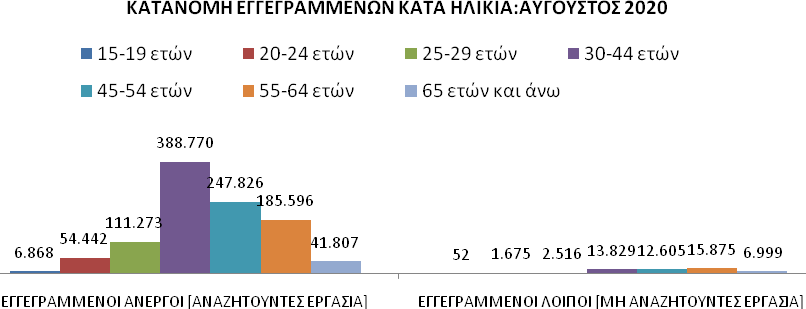 ΚΑΤΑΝΟΜΗ ΕΓΓΕΓΡΑΜΜΕΝΩΝ ΚΑΤΑ ΗΛΙΚΙΑ:ΑΥΓΟΥΣΤΟΣ 2020
15-19 ετών 20-24 ετών 25-29 ετών 30-44 ετών
45-54 ετών 55-64 ετών 65 ετών και άνω
6.868 54.442 111.273 388.770 247.826 185.596 41.807 52 1.675 2.516 13.829 12.605 15.875 6.999
ΕΓΓΕΓΡΑΜΜΕΝΟΙ ΑΝΕΡΓΟΙ [ΑΝΑΖΗΤΟΥΝΤΕΣ ΕΡΓΑΣΙΑ] ΕΓΓΕΓΡΑΜΜΕΝΟΙ ΛΟΙΠΟΙ [ΜΗ ΑΝΑΖΗΤΟΥΝΤΕΣ ΕΡΓΑΣΙΑ]